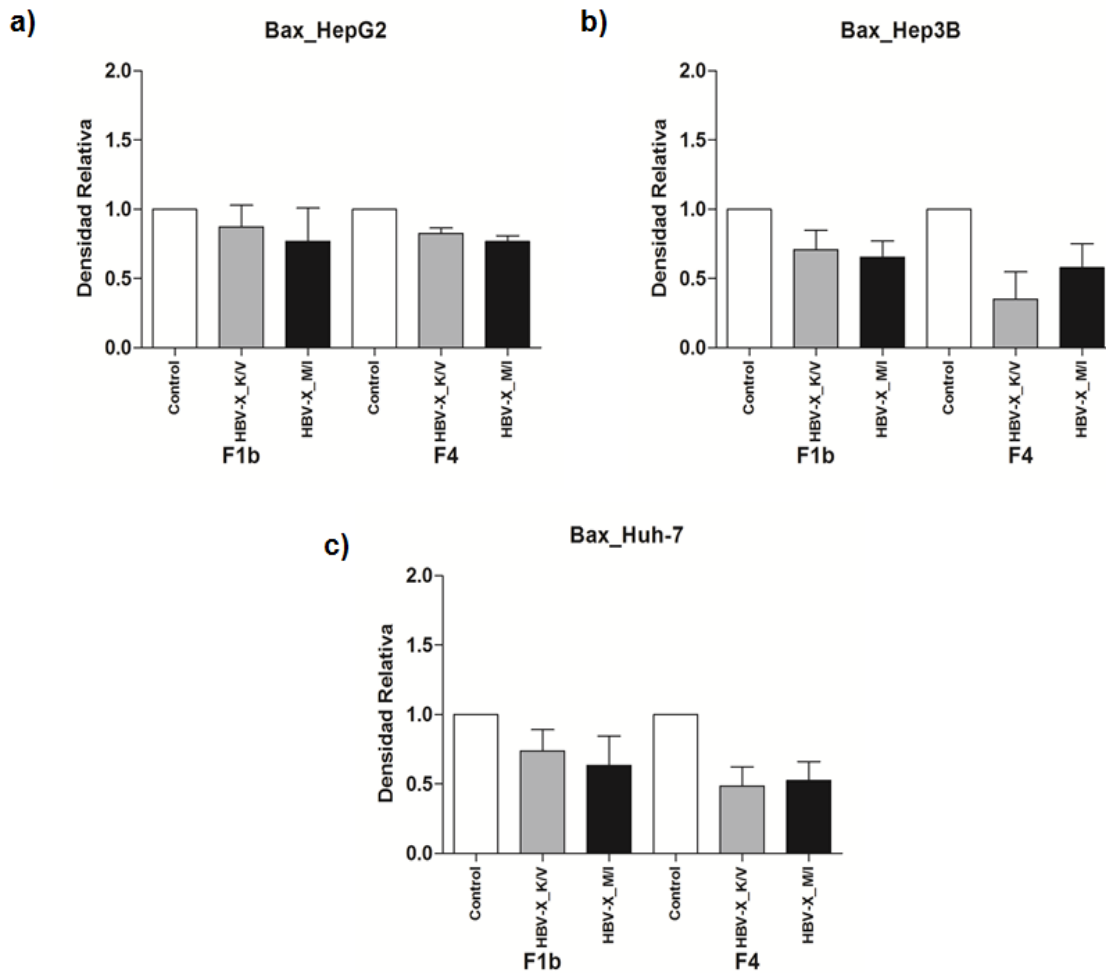 a)
Bax_HepG2
Densidad Relativa
2.0
1.5
1.0
0.5
0.0
Control
HBV-X_K/V
HBV-X_M/I
Control
HBV-X_K/V
HBV-X_M/I
F1b
F4
b)
Bax_Hep3B
Densidad Relativa
2.0
1.5
1.0
0.5
0.0
Control
HBV-X_K/V
HBV-X_M/I
Control
HBV-X_K/V
HBV-X_M/I
F1b
F4
c)
Bax_Huh-7
Densidad Relativa
2.0
1.5
1.0
0.5
0.0
Control
HBV-X_K/V
HBV-X_M/I
Control
HBV-X_K/V
HBV-X_M/I
F1b
F4